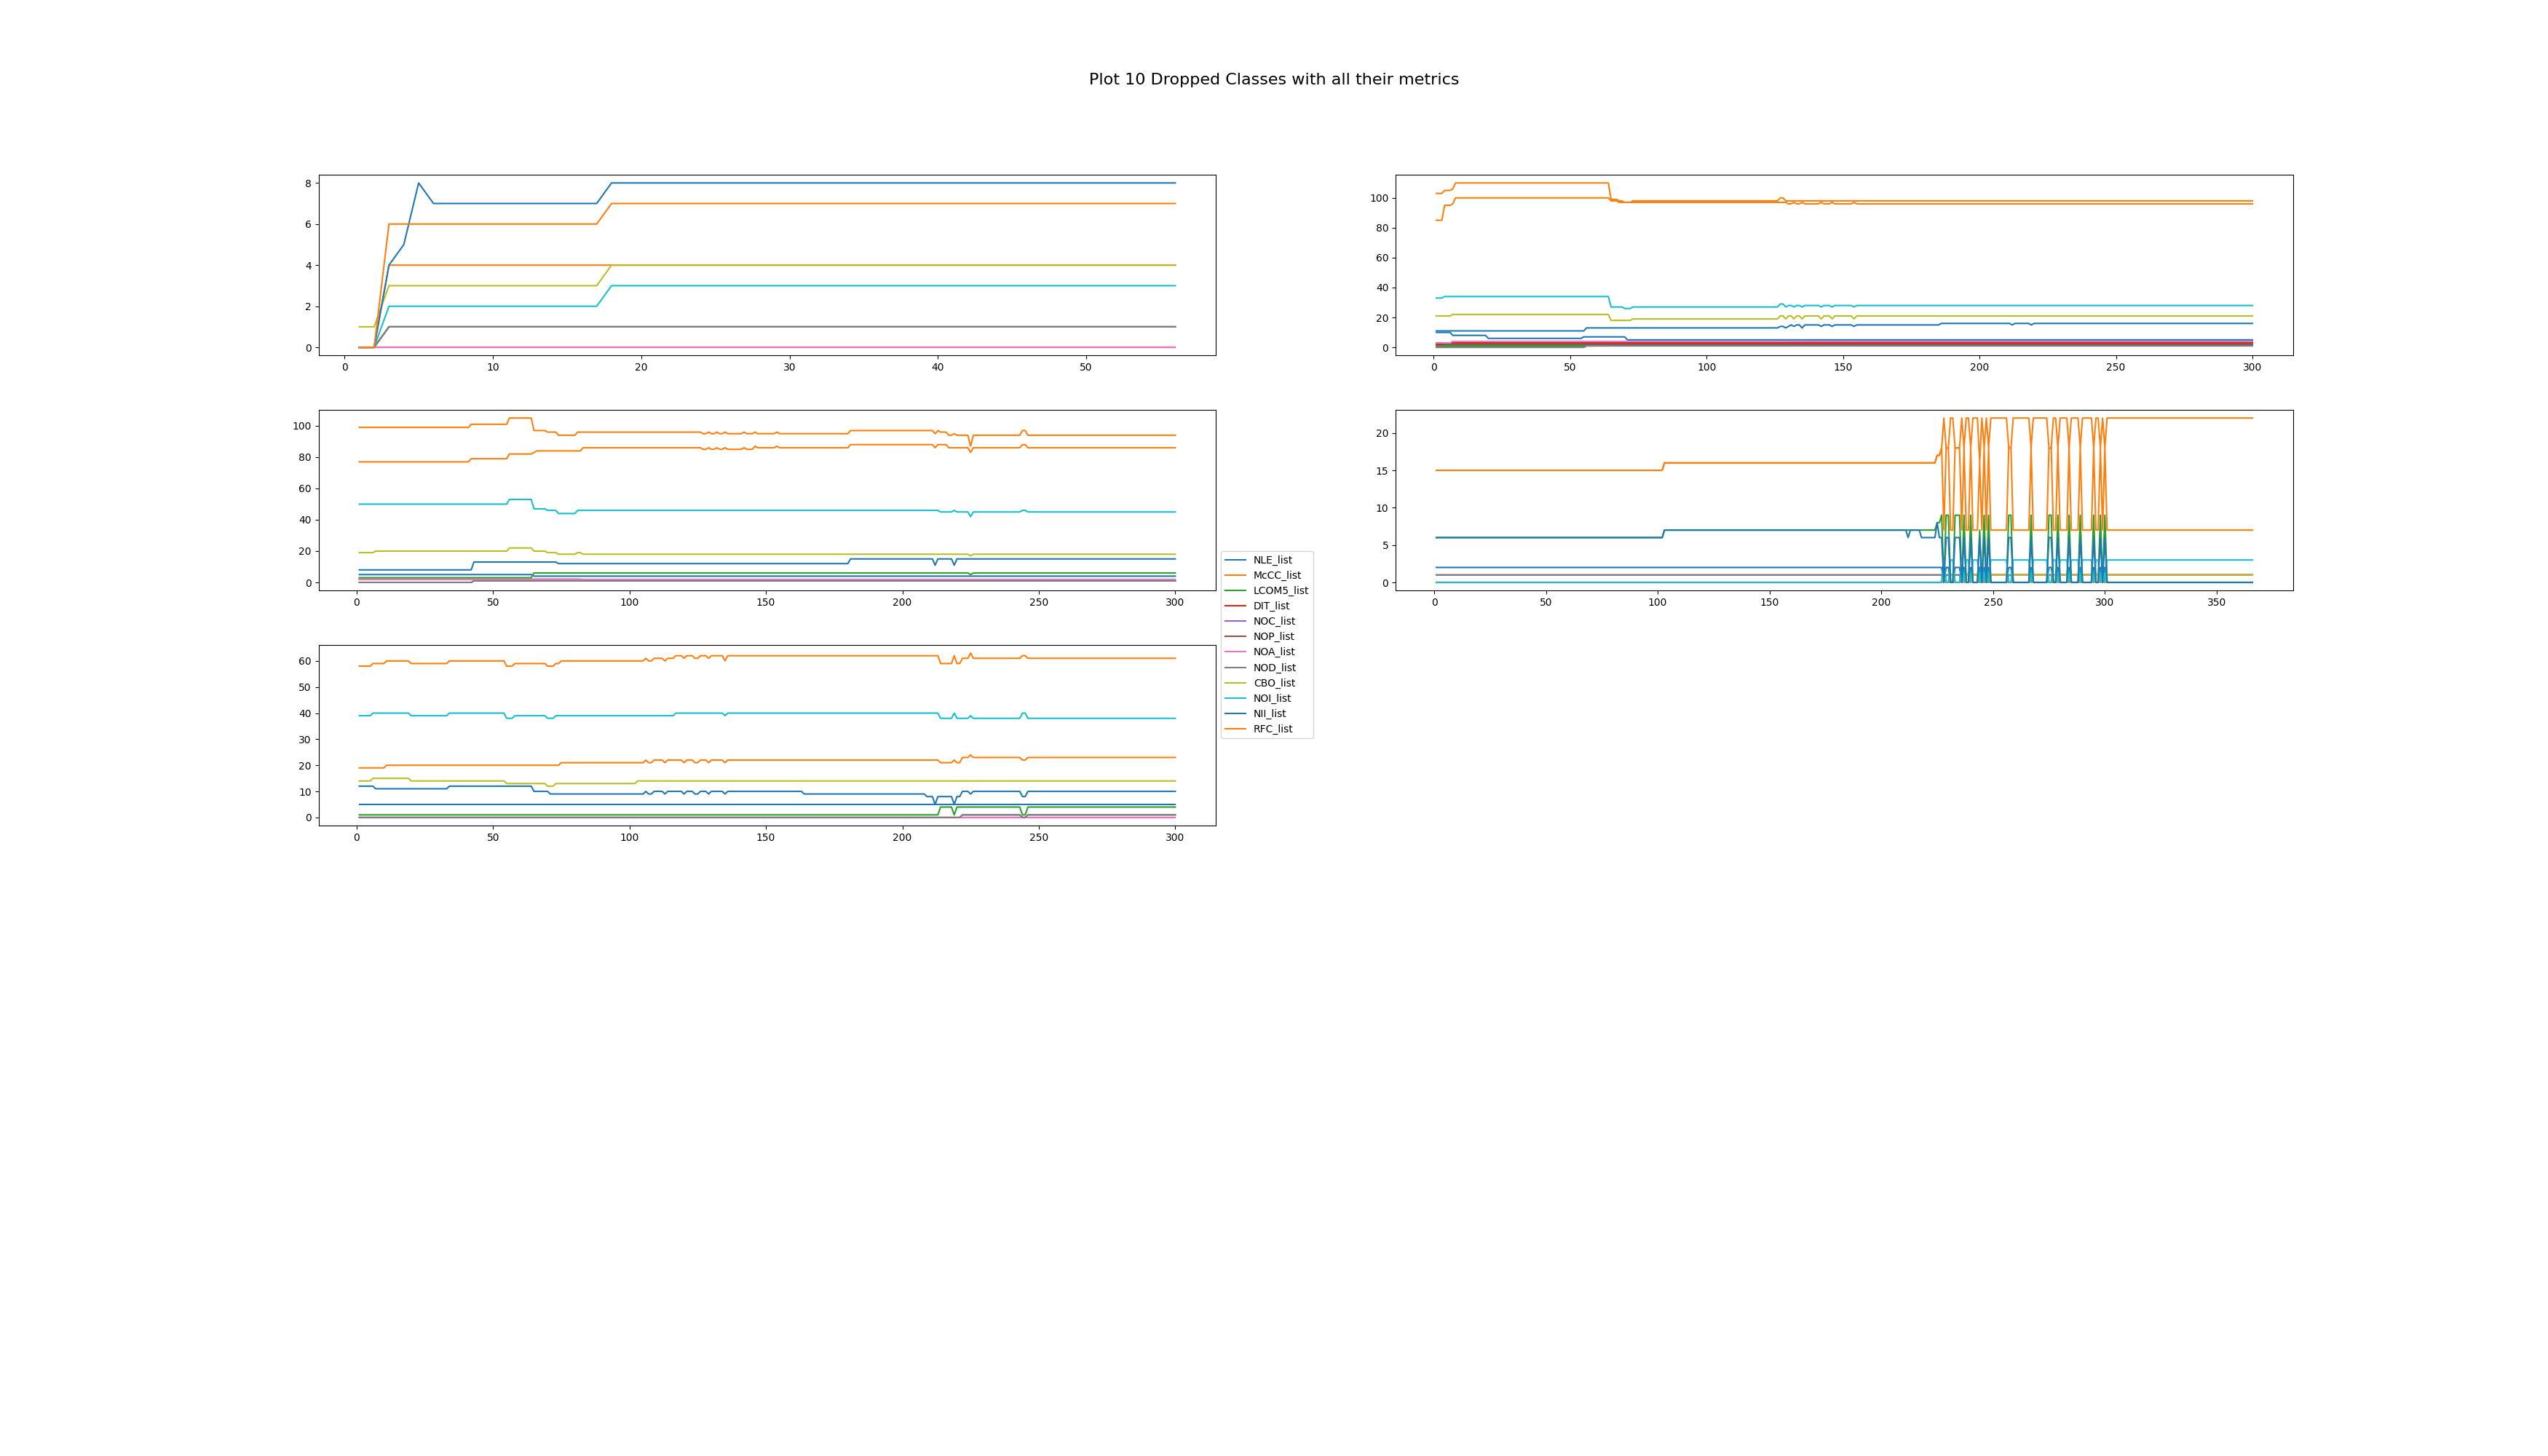 Plot 10 Dropped Classes with all their metrics
8
6
4
2
0
0 10 20 30 40 50
100
80
60
40
20
0
0 50 100 150 200 250 300
100
80
60
40
20
0
0 50 100 150 200 250 300
20
15
10
5
0
0 50 100 150 200 250 300 350
NLE_list
McCC_list
LCOM5_list
DIT_list
NOC_list
NOP_list
NOA_list
NOD_list
CBO_list
NOI_list
NII_list
RFC_list
60
50
40
30
20
10
0
0 50 100 150 200 250 300